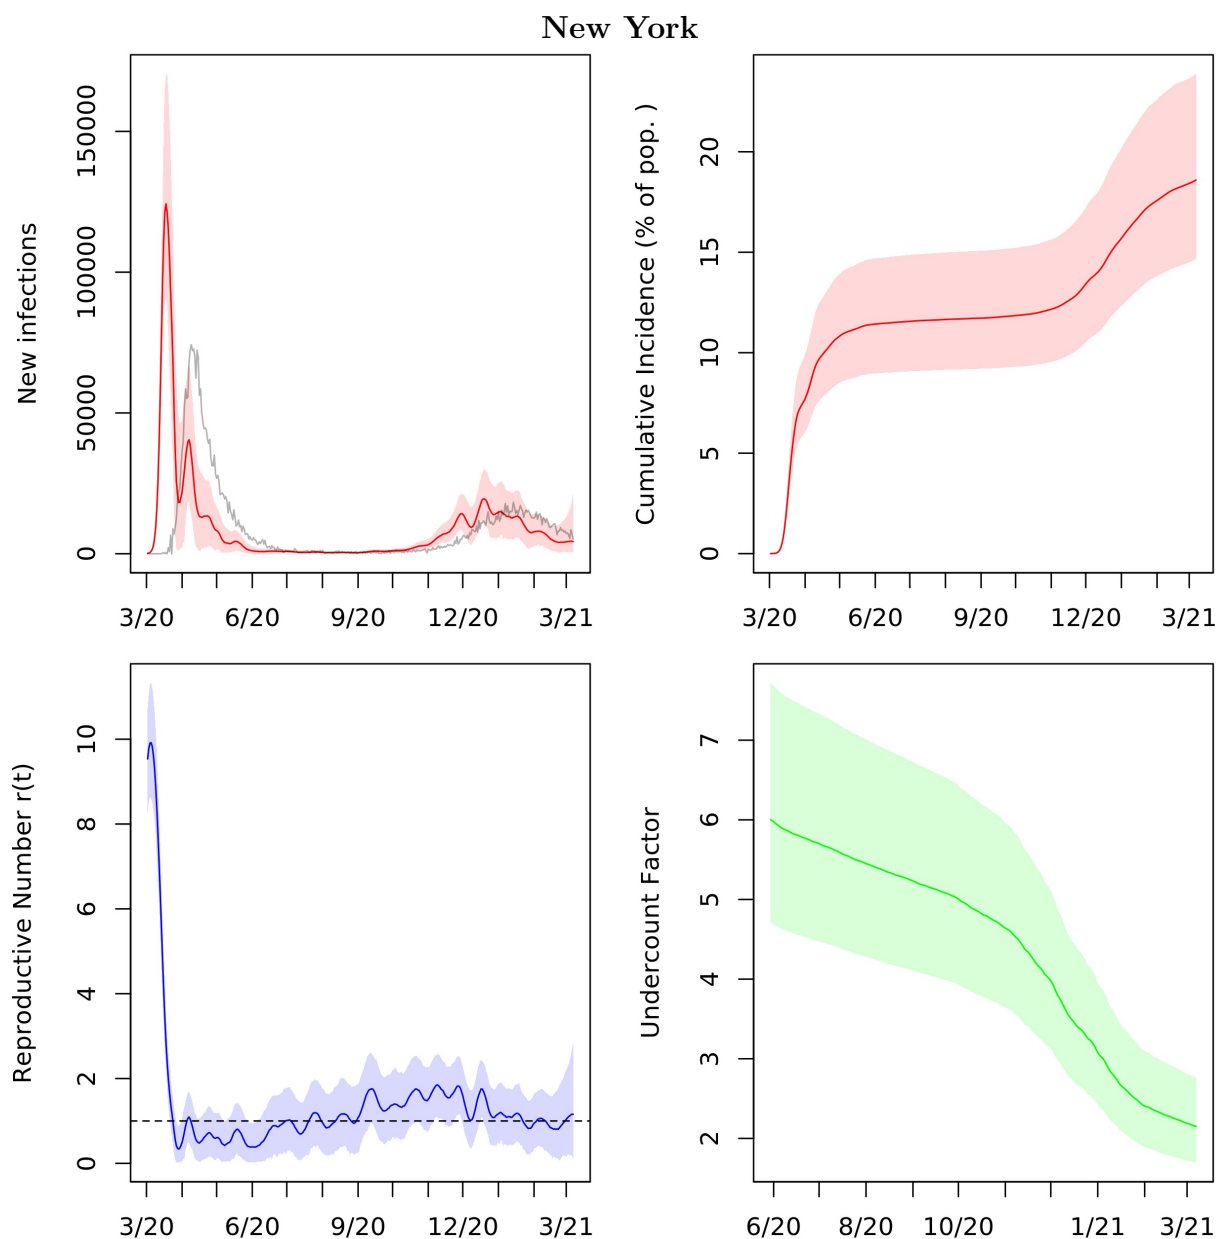 New York
New infections
150000
100000
50000
0
3/20 6/20 9/20 12/20 3/21
Cumulative Incidence (% of pop. )
20
15
10
5
0
3/20 6/20 9/20 12/20 3/21
Reproductive Number r(t)
10
8
6
4
2
0
3/20 6/20 9/20 12/20 3/21
Undercount Factor
7
6
5
4
3
2
6/20 8/20 10/20 1/21 3/21